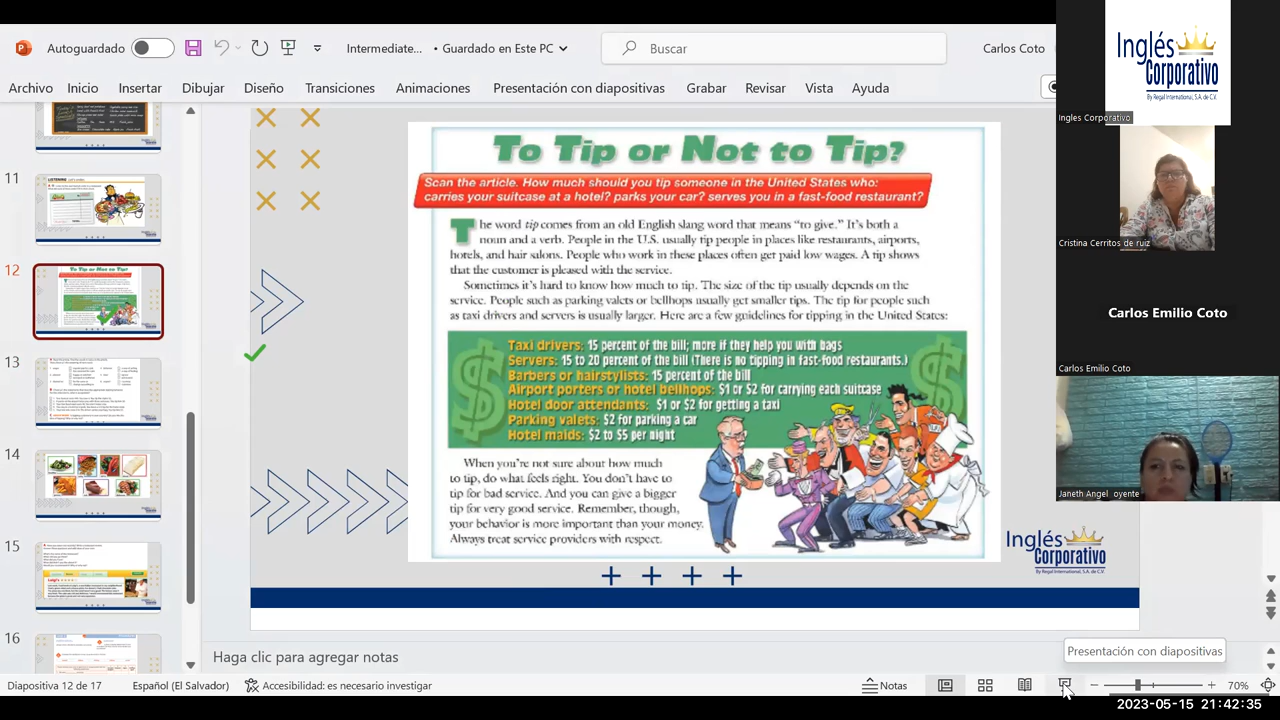 Autoguardado
Intermediate... • Guardado en Este PC
Buscar
Carlos Coto
Archivo Inicio Insertar Dibujar Diseño Transiciones Animaciones Presentación con diapositivas Grabar Revisar Vista Ayuda
11
12
13
14
15
16
To Tip or Not to Tip?
Scan the article. How much should you tip someone in the United States who:
carries your suitcase at a hotel? parks your car? serves you in a fast-food restaurant?
The word tip comes from an old English slang word that means "to give." It's both a
noun and a verb. People in the U.S. usually tip people in places like restaurants, airports,
hotels, and hair salons. People who work in these places often get paid low wages. A tip shows
that the customer is pleased with the service.
Sometimes it's hard to know how much to tip. The size of the tip usually depends on the
service. People such as parking valets or bellhops usually get smaller tips. The tip for people such
as taxi drivers and servers is usually larger. Here are a few guidelines for tipping in the United States:
Taxi drivers: 15 percent of the bill; more if they help you with bags
Servers: 15 to 20 percent of the bill (There is no tipping in fast-food restaurants.)
Barbers or hairstylists: 15 percent of the bill
Airport porters or hotel bellhops: $1 or each suitcase
Hotel door attendants: $1 or $2 for getting a taxi
Parking valets: $2 for parking a car
Hotel maids: $2 to $5 per night
When you're not sure about how much
to tip, do what feels right. You don't have to
tip for bad service. And you can give a bigger
tip for very good service. Remember, though,
your behavior is more important than your money.
Always treat service providers with respect.
Inglés
Corporativo
By Regal International, S.A. de C.V.
Haga clic para agregar notas
Presentación con diapositivas
Diapositiva 12 de 17
Español (El Salvador)
Accesibilidad: es necesario investigar
Notas
70%
Inglés
Corporativo
By Regal International, S.A. de C.V.
Ingles Corporativo
Cristina Cerritos de ruiz
Carlos Emilio Coto
Carlos Emilio Coto
Janeth Angel oyente
2023-05-15 21:42:35